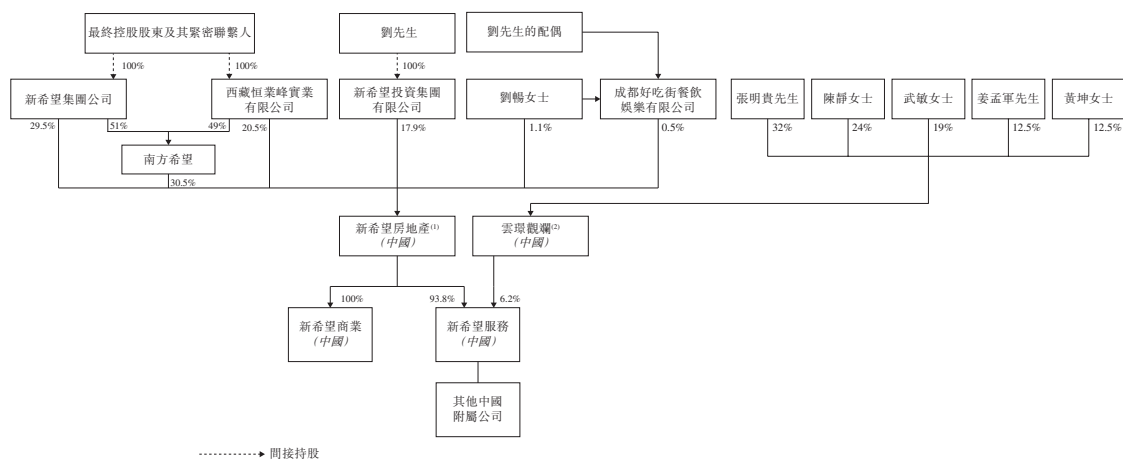 最終控股股東及其緊密聯繫人
劉先生
劉先生的配偶
100%
100%
100%
新希望集團公司
西藏恒業峰實業
有限公司
新希望投資集團
有限公司
劉暢女士
成都好吃街餐飲
娛樂有限公司
張明貴先生
陳靜女士
武敏女士
姜孟軍先生
黃坤女士
29.5%
51%
49%
20.5%
17.9%
1.1%
0.5%
32%
24%
19%
12.5%
12.5%
南方希望
30.5%
新希望房地產(1)
(中國)
雲璟觀斕(2)
(中國)
100%
93.8%
6.2%
新希望商業
(中國)
新希望服務
(中國)
其他中國
附屬公司
間接持股